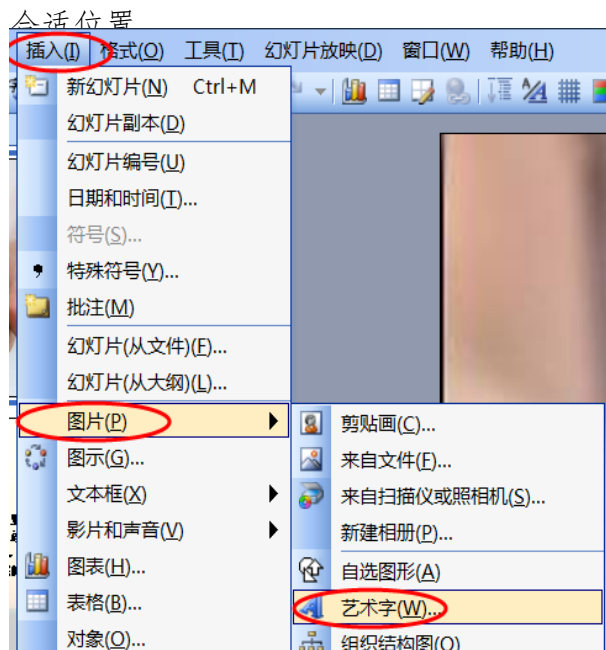 合适位置
插入(I) 格式(O) 工具(T) 幻灯片放映(D) 窗口(W) 帮助(H)
新幻灯片(N) Ctrl+M
幻灯片副本(D)
幻灯片编号(U)
日期和时间(T)...
符号(S)...
特殊符号(Y)...
批注(M)
幻灯片(从文件)(F)...
幻灯片(从大纲)(L)...
图片(P)
图示(G)...
文本框(X)
影片和声音(V)
图表(H)...
表格(B)...
对象(O)...
剪贴画(C)...
来自文件(F)...
来自扫描仪或照相机(S)...
新建相册(P)...
自选图形(A)
艺术字(W)...
组织结构图(O)